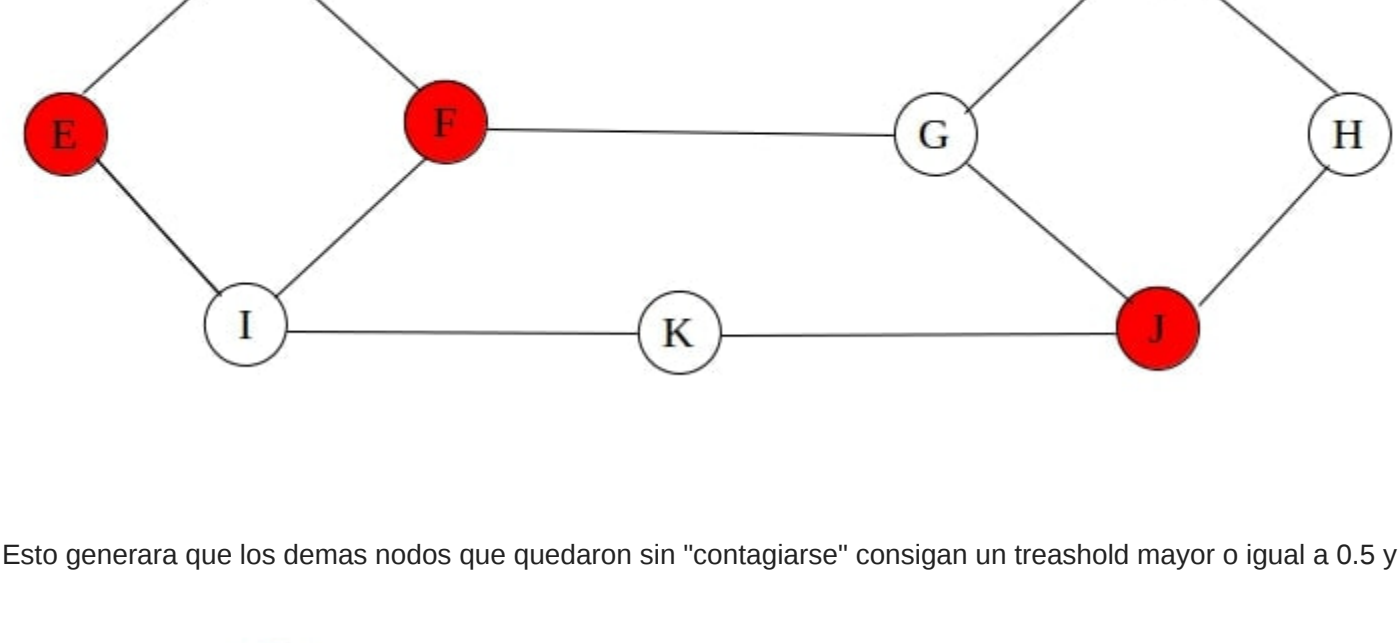 E
F
G
H
I
K
J
Esto generara que los demas nodos que quedaron sin "contagiarse" consigan un treashold mayor o igual a 0.5 y